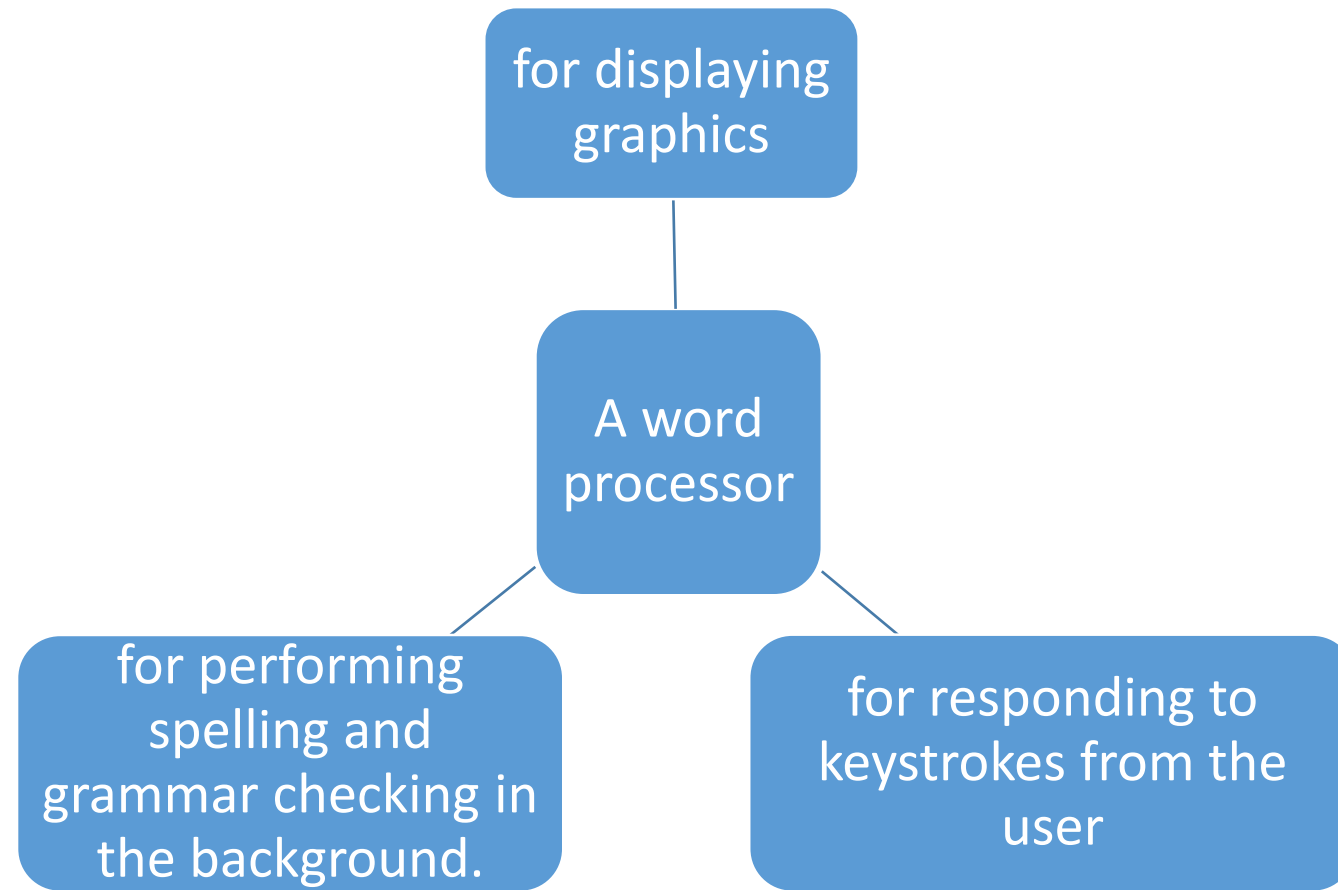 for displaying
graphics
A word
processor
for performing
spelling and
grammar checking in
the background.
for responding to
keystrokes from the
user